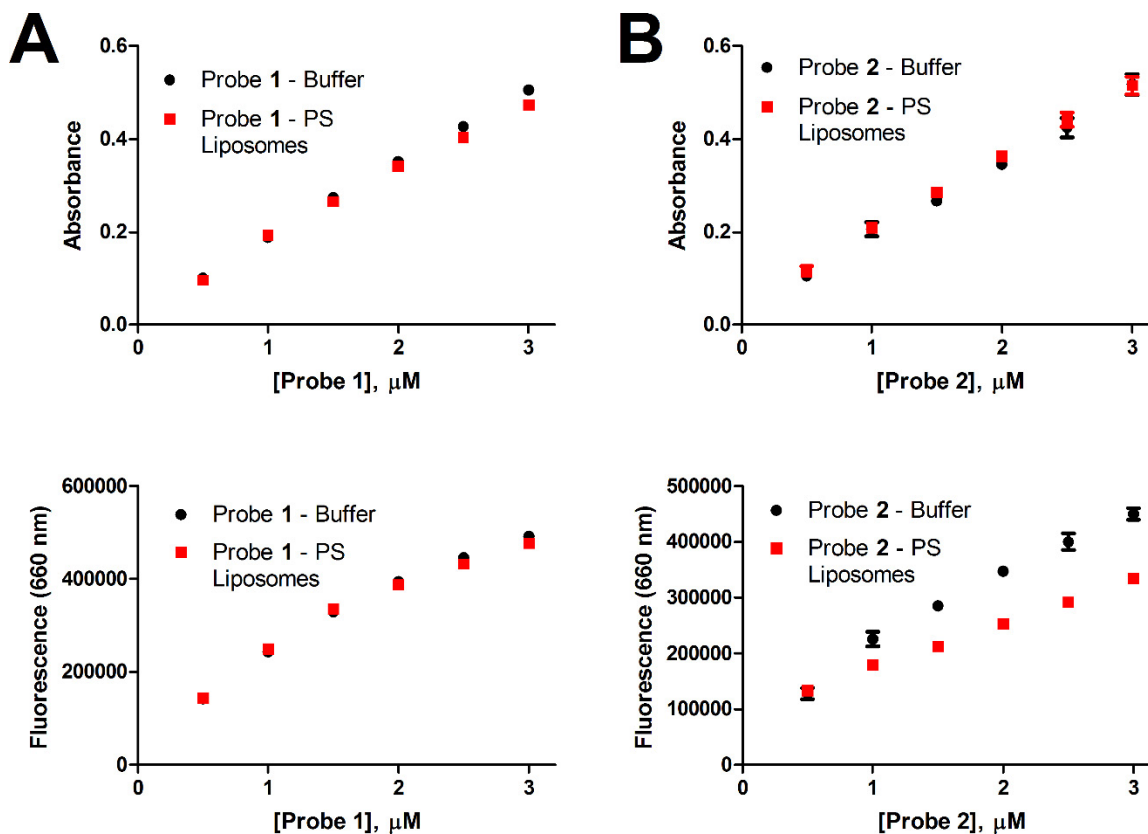 A
0.6
0.4
0.2
0.0
Absorbance
Probe 1 - Buffer
Probe 1 - PS
Liposomes
0
1
2
3
[Probe 1], μM
B
0.6
0.4
0.2
0.0
Absorbance
Probe 2 - Buffer
Probe 2 - PS
Liposomes
0
1
2
3
[Probe 2], μM
600000
400000
200000
0
Fluorescence (660 nm)
Probe 1 - Buffer
Probe 1 - PS
Liposomes
0
1
2
3
[Probe 1], μM
500000
400000
300000
200000
100000
0
Fluorescence (660 nm)
Probe 2 - Buffer
Probe 2 - PS
Liposomes
0
1
2
3
[Probe 2], μM